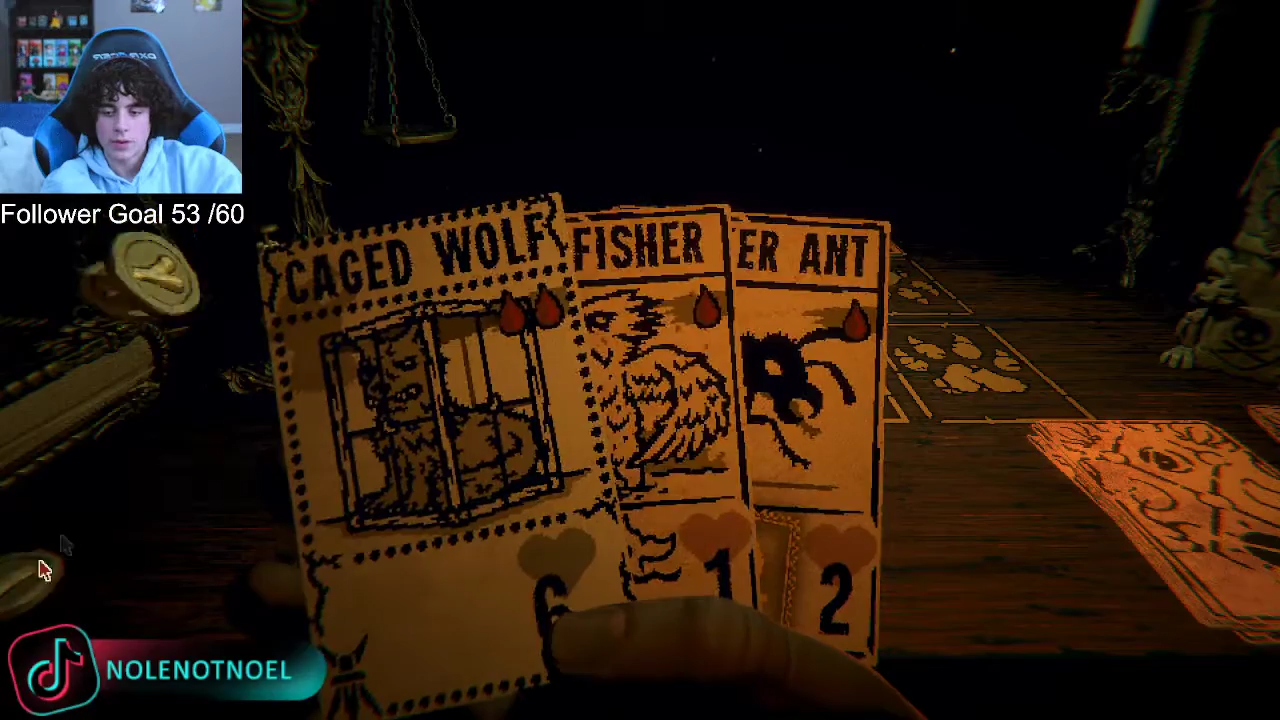 Follower Goal 53 /60
CAGED WOLF
FISHER
ER ANT
6
1
2
NOLENOTNOEL